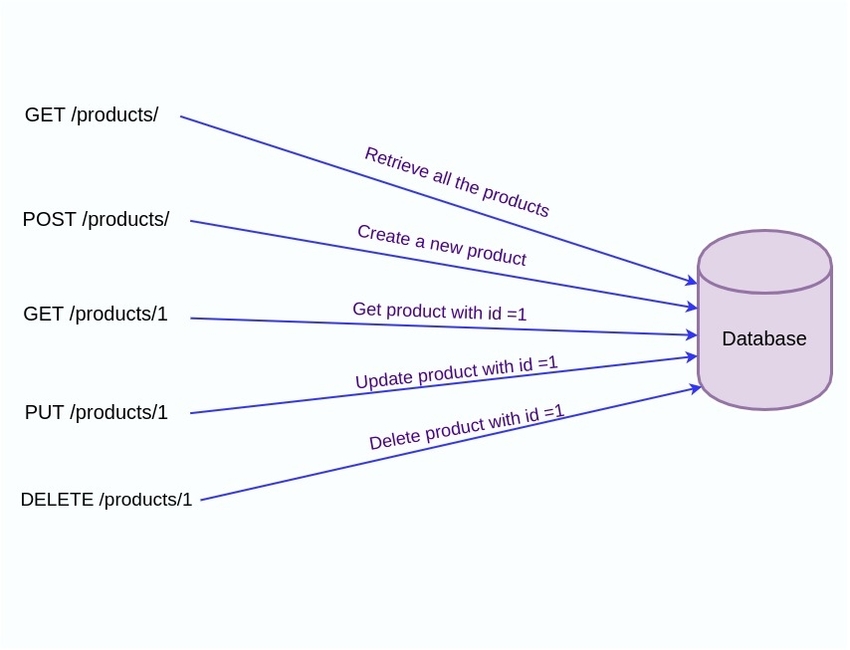 GET /products/
Retrieve all the products
POST /products/
Create a new product
GET /products/1
Get product with id =1
Database
PUT /products/1
Update product with id =1
DELETE /products/1
Delete product with id =1